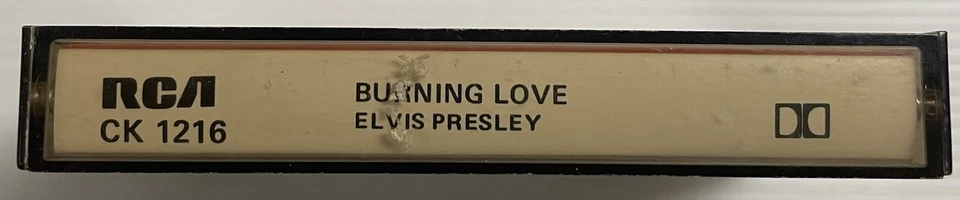 RCA
CK 1216
BURNING LOVE
ELVIS PRESLEY